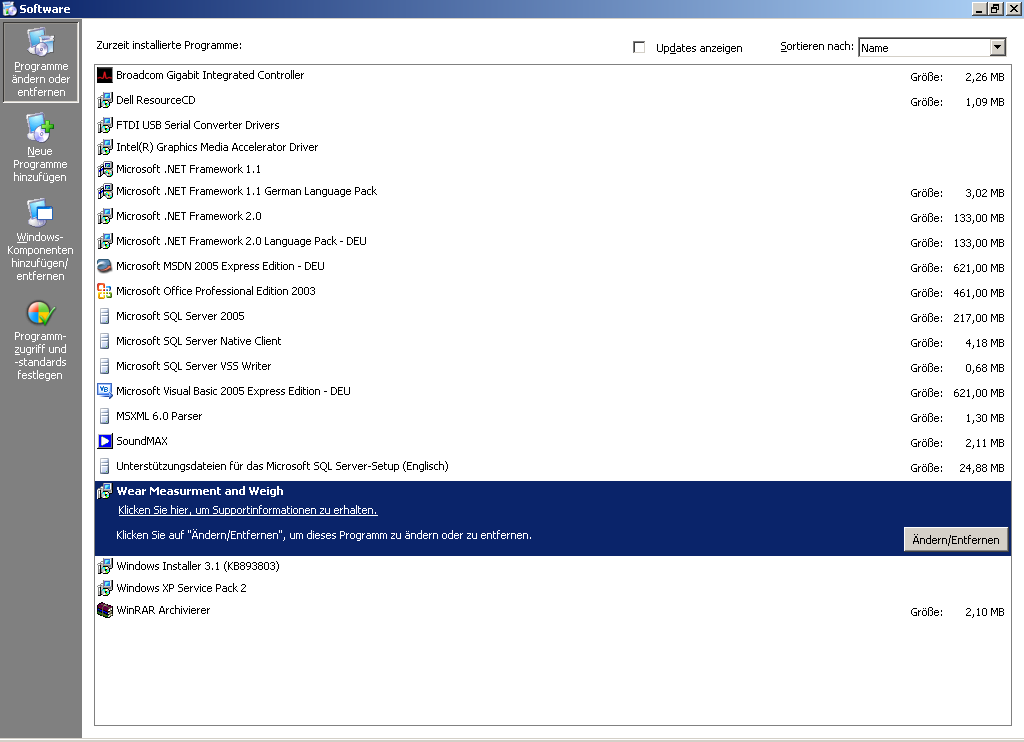 Software
Programme
ändern oder
entfernen
Neue
Programme
hinzufügen
Windows-
Komponenten
hinzufügen/
entfernen
Programm-
zugriff und
-standards
festlegen
Zurzeit installierte Programme:
Updates anzeigen
Sortieren nach: Name
Broadcom Gigabit Integrated Controller Größe: 2,26 MB
Dell ResourceCD Größe: 1,09 MB
FTDI USB Serial Converter Drivers
Intel(R) Graphics Media Accelerator Driver
Microsoft .NET Framework 1.1
Microsoft .NET Framework 1.1 German Language Pack Größe: 3,02 MB
Microsoft .NET Framework 2.0 Größe: 133,00 MB
Microsoft .NET Framework 2.0 Language Pack - DEU Größe: 133,00 MB
Microsoft MSDN 2005 Express Edition - DEU Größe: 621,00 MB
Microsoft Office Professional Edition 2003 Größe: 461,00 MB
Microsoft SQL Server 2005 Größe: 217,00 MB
Microsoft SQL Server Native Client Größe: 4,18 MB
Microsoft SQL Server VSS Writer Größe: 0,68 MB
Microsoft Visual Basic 2005 Express Edition - DEU Größe: 621,00 MB
MSXML 6.0 Parser Größe: 1,30 MB
SoundMAX Größe: 2,11 MB
Unterstützungsdateien für das Microsoft SQL Server-Setup (Englisch) Größe: 24,88 MB
Wear Measurment and Weigh
Klicken Sie hier, um Supportinformationen zu erhalten.
Klicken Sie auf "Ändern/Entfernen", um dieses Programm zu ändern oder zu entfernen. Ändern/Entfernen
Windows Installer 3.1 (KB893803)
Windows XP Service Pack 2
WinRAR Archivierer Größe: 2,10 MB